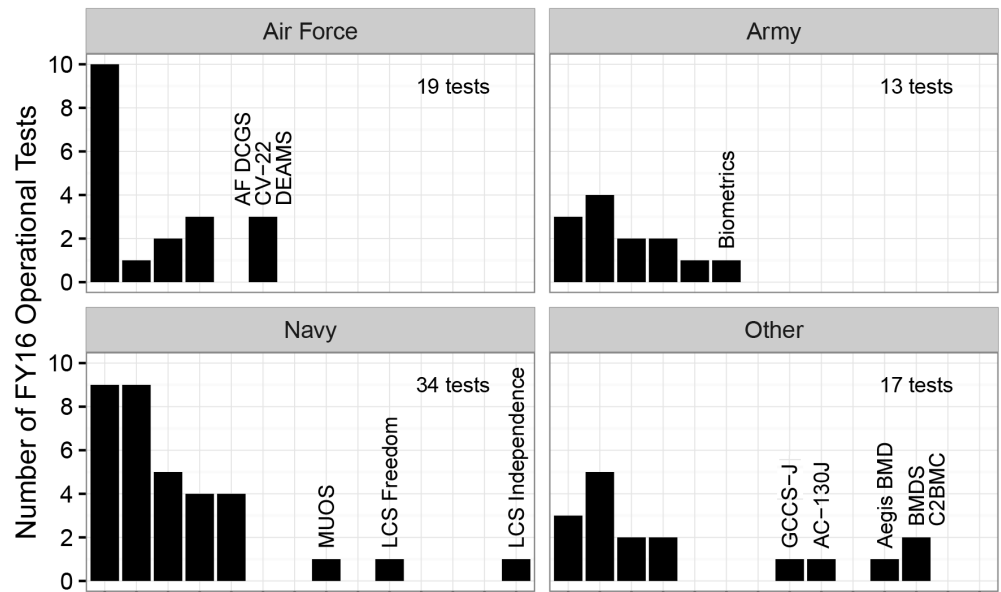 Air Force
Army
Number of FY16 Operational Tests
10
8
6
4
2
0
19 tests
AF DCGS
CV−22
DEAMS
13 tests
Biometrics
Navy
Other
10
8
6
4
2
0
34 tests
MUOS
LCS Freedom
LCS Independence
17 tests
GCCS−J
AC−130J
Aegis BMD
BMDS
C2BMC